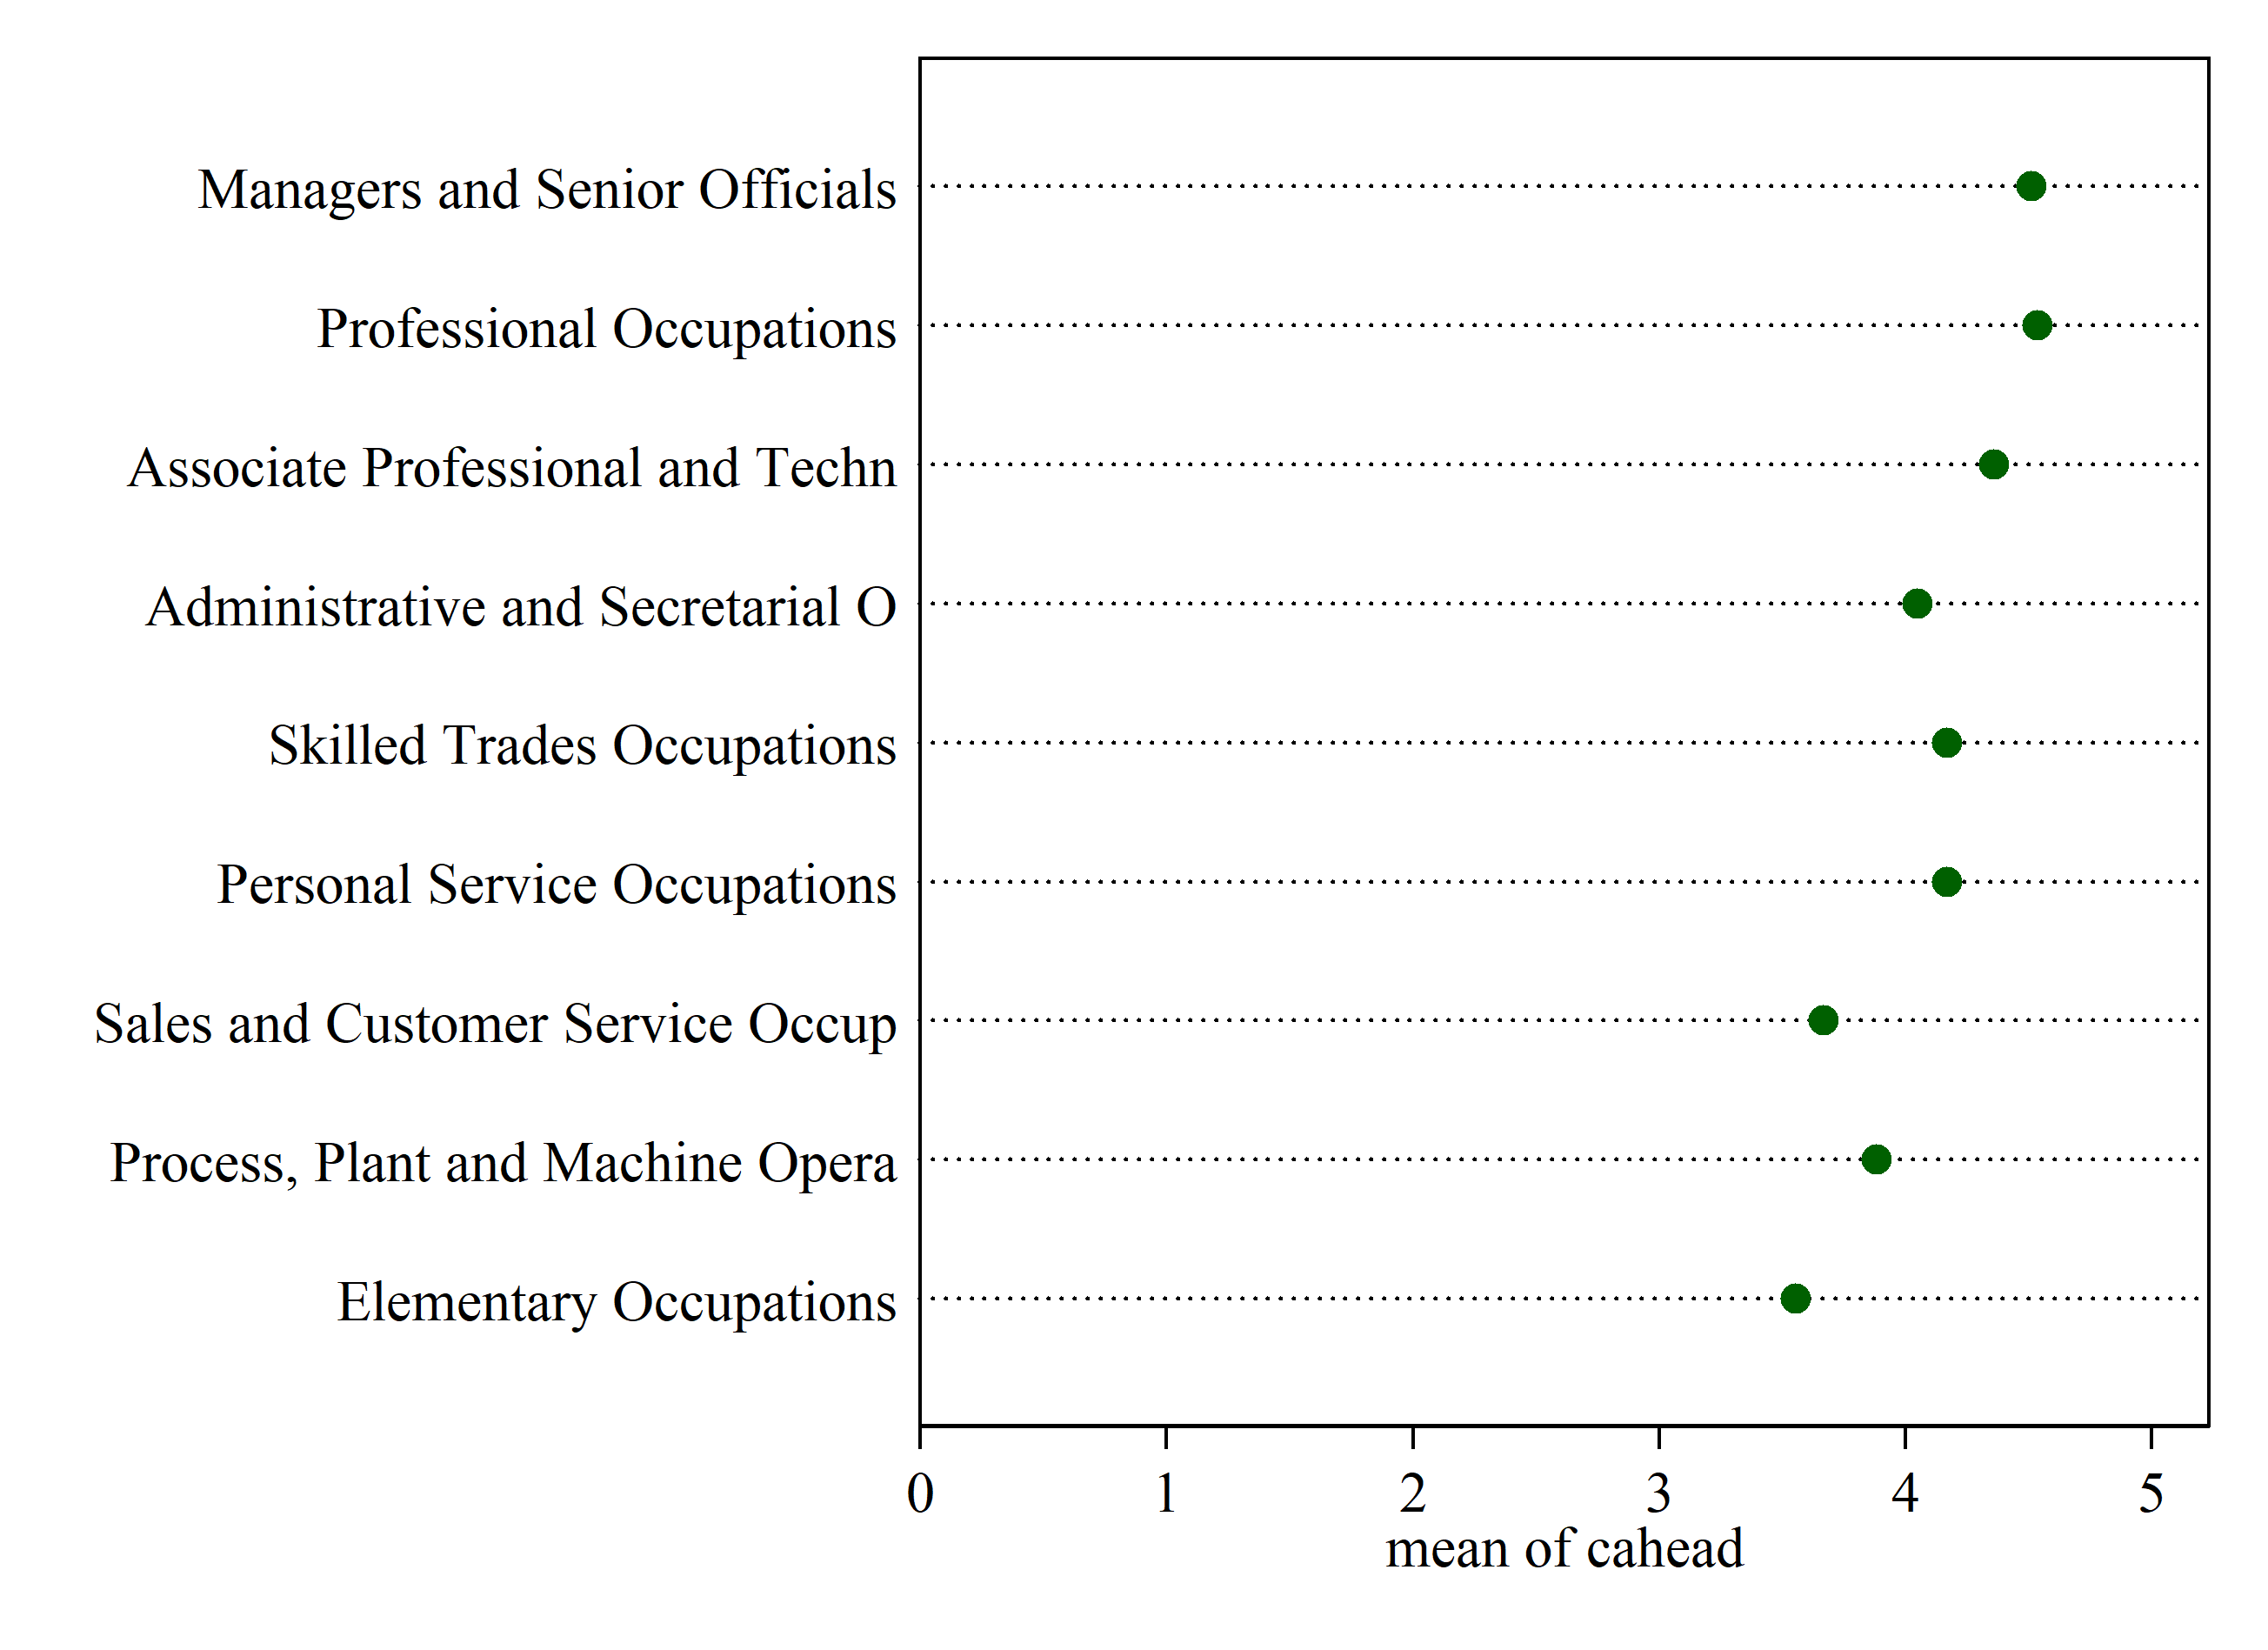 Managers and Senior Officials
Professional Occupations
Associate Professional and Techn
Administrative and Secretarial O
Skilled Trades Occupations
Personal Service Occupations
Sales and Customer Service Occup
Process, Plant and Machine Opera
Elementary Occupations
0 1 2 3 4 5
mean of cahead